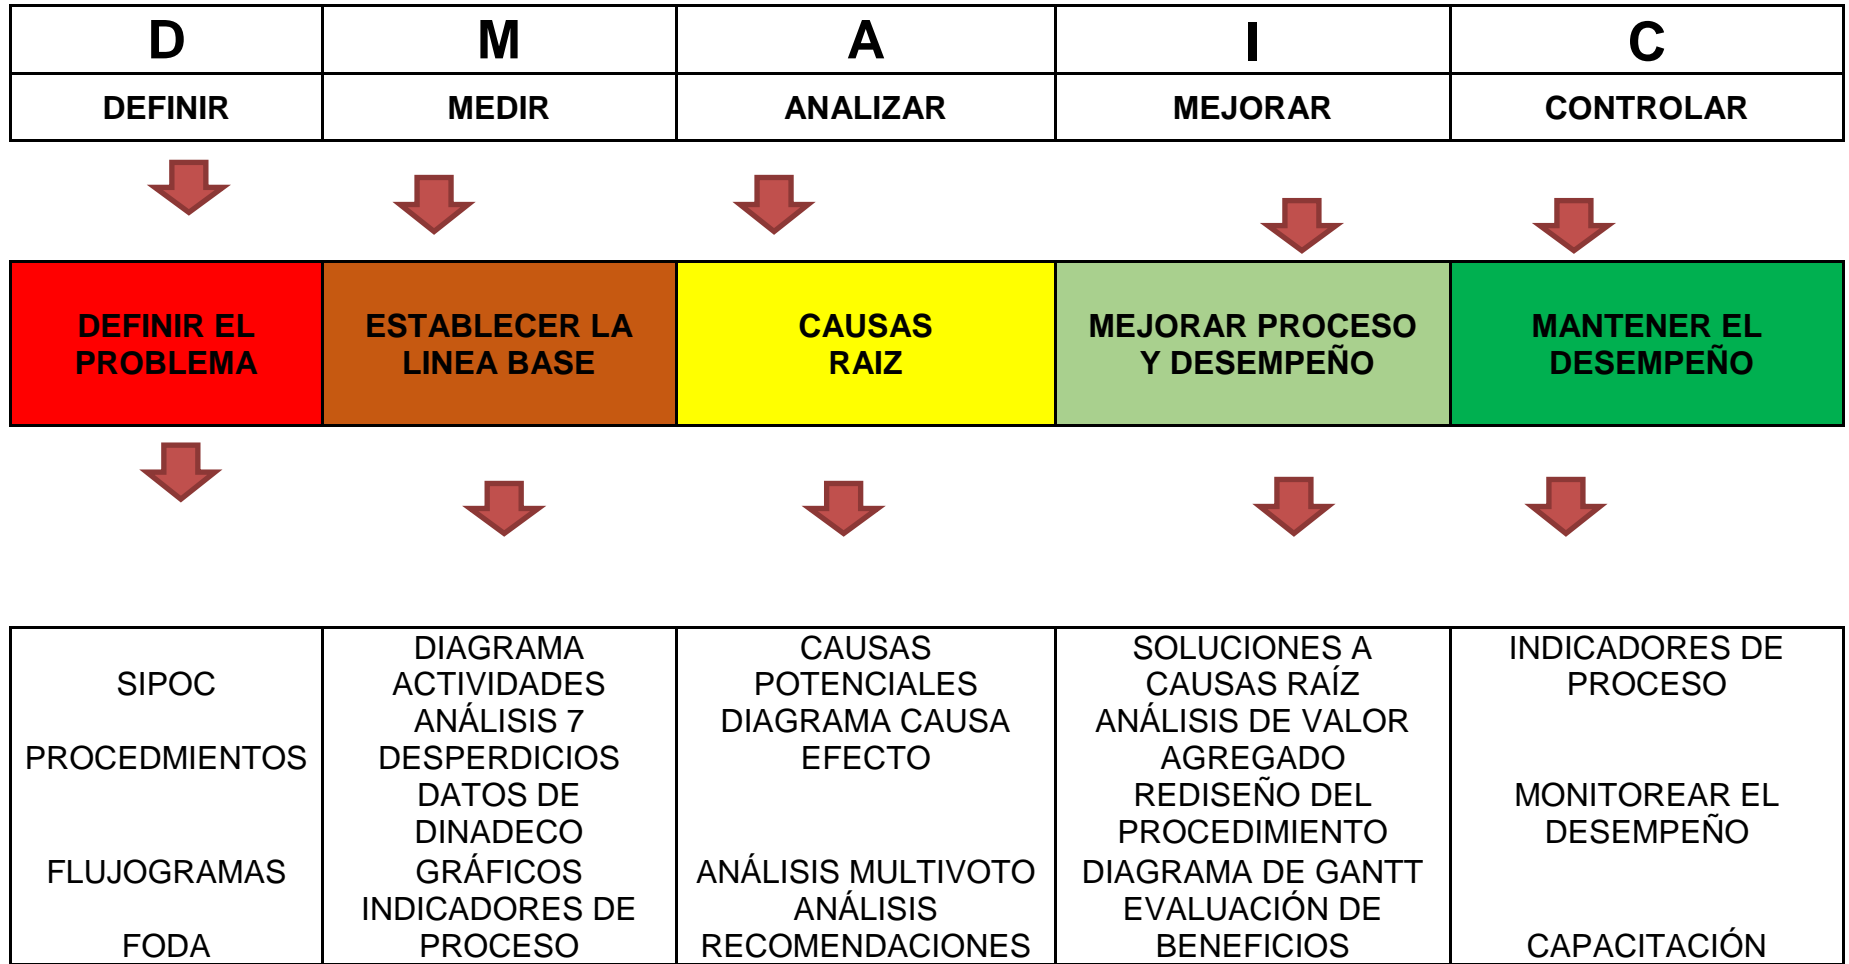 D
M
A
I
C
DEFINIR
MEDIR
ANALIZAR
MEJORAR
CONTROLAR
DEFINIR EL
PROBLEMA
ESTABLECER LA
LINEA BASE
CAUSAS
RAIZ
MEJORAR PROCESO
Y DESEMPEÑO
MANTENER EL
DESEMPEÑO
SIPOC
PROCEDMIENTOS
FLUJOGRAMAS
FODA
DIAGRAMA
ACTIVIDADES
ANÁLISIS 7
DESPERDICIOS
DATOS DE
DINADECO
GRÁFICOS
INDICADORES DE
PROCESO
CAUSAS
POTENCIALES
DIAGRAMA CAUSA
EFECTO
ANÁLISIS MULTIVOTO
ANÁLISIS
RECOMENDACIONES
SOLUCIONES A
CAUSAS RAÍZ
ANÁLISIS DE VALOR
AGREGADO
REDISEÑO DEL
PROCEDIMIENTO
DIAGRAMA DE GANTT
EVALUACIÓN DE
BENEFICIOS
INDICADORES DE
PROCESO
MONITOREAR EL
DESEMPEÑO
CAPACITACIÓN